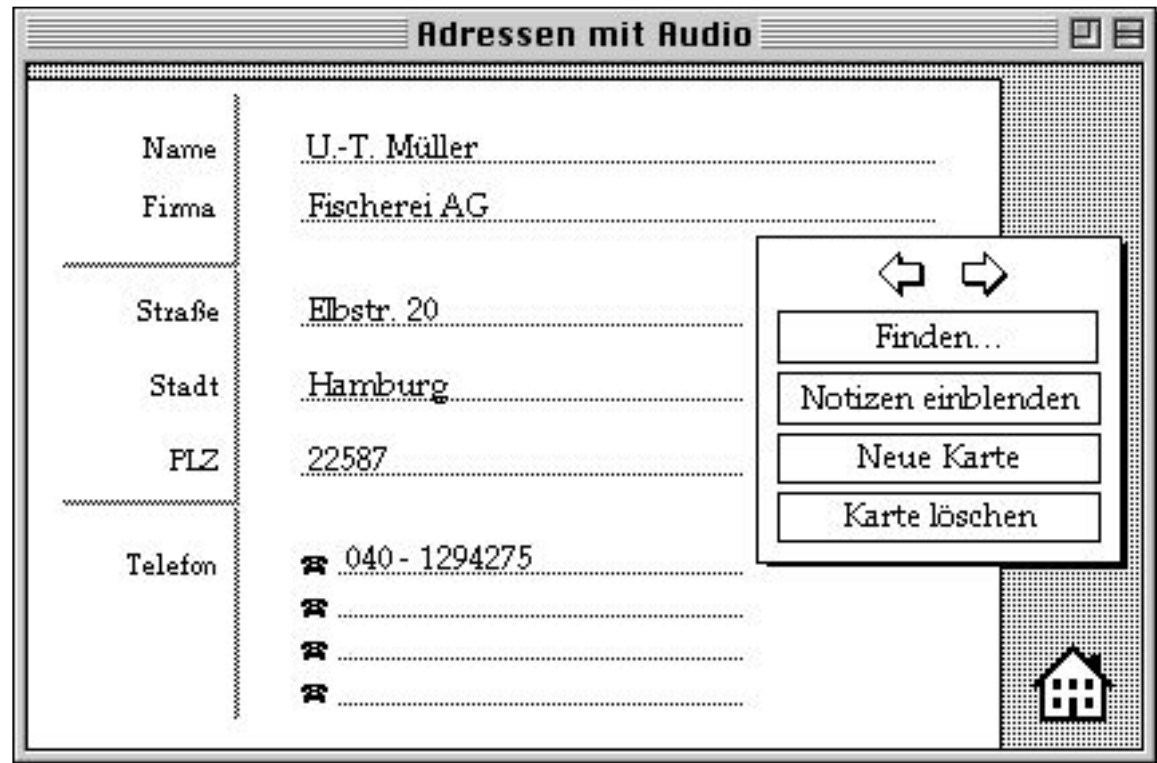 Adressen mit Audio
Name U.-T. Müller
Firma Fischerei AG
Straße Elbstr. 20
Stadt Hamburg
PLZ 22587
Telefon 040 - 1294275
Finden...
Notizen einblenden
Neue Karte
Karte löschen